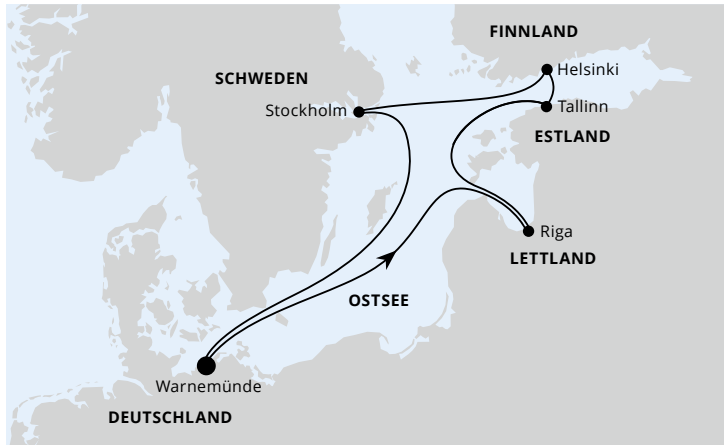 FINNLAND
Helsinki
SCHWEDEN
Stockholm
Tallinn
ESTLAND
Riga
LETTLAND
OSTSEE
Warnemünde
DEUTSCHLAND